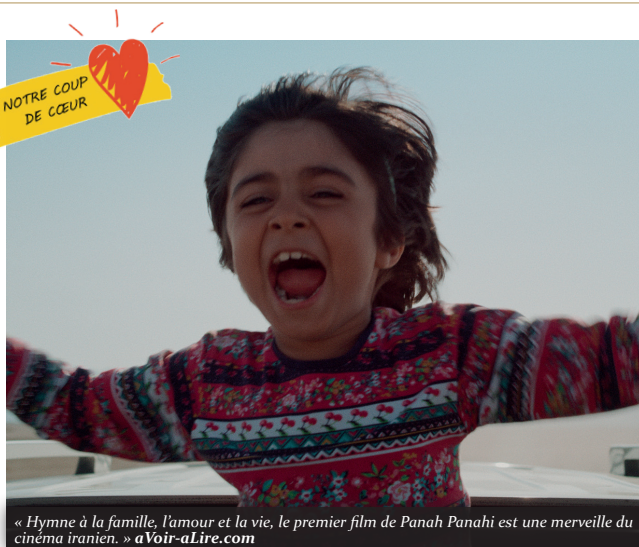 NOTRE COUP
DE CŒUR
« Hymne à la famille, l'amour et la vie, le premier film de Panah Panahi est une merveille du
cinéma iranien. » aVoir-aLire.com